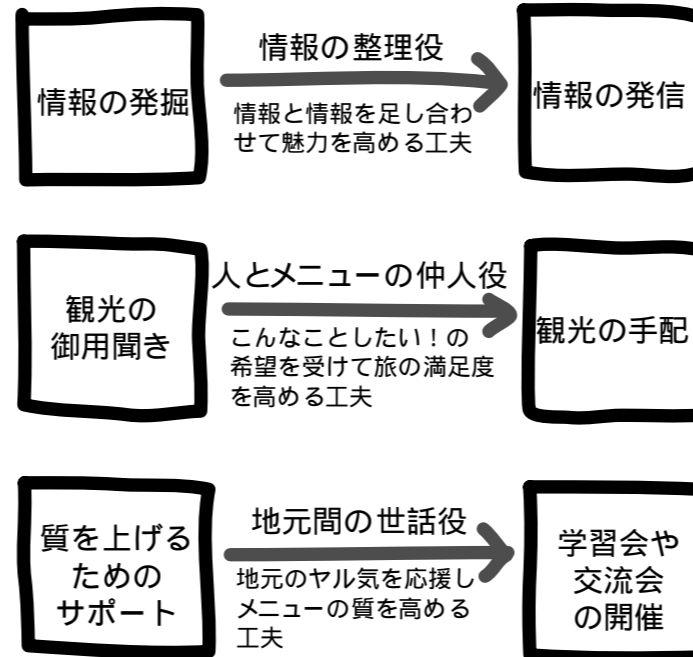 情報の発掘
情報の整理役
情報と情報を足し合わ
せて魅力を高める工夫
情報の発信
観光の
御用聞き
人とメニューの仲人役
こんなことしたい！の
希望を受けて旅の満足度
を高める工夫
観光の手配
質を上げる
ための
サポート
地元間の世話役
地元のヤル気を応援し
メニューの質を高める
工夫
学習会や
交流会
の開催